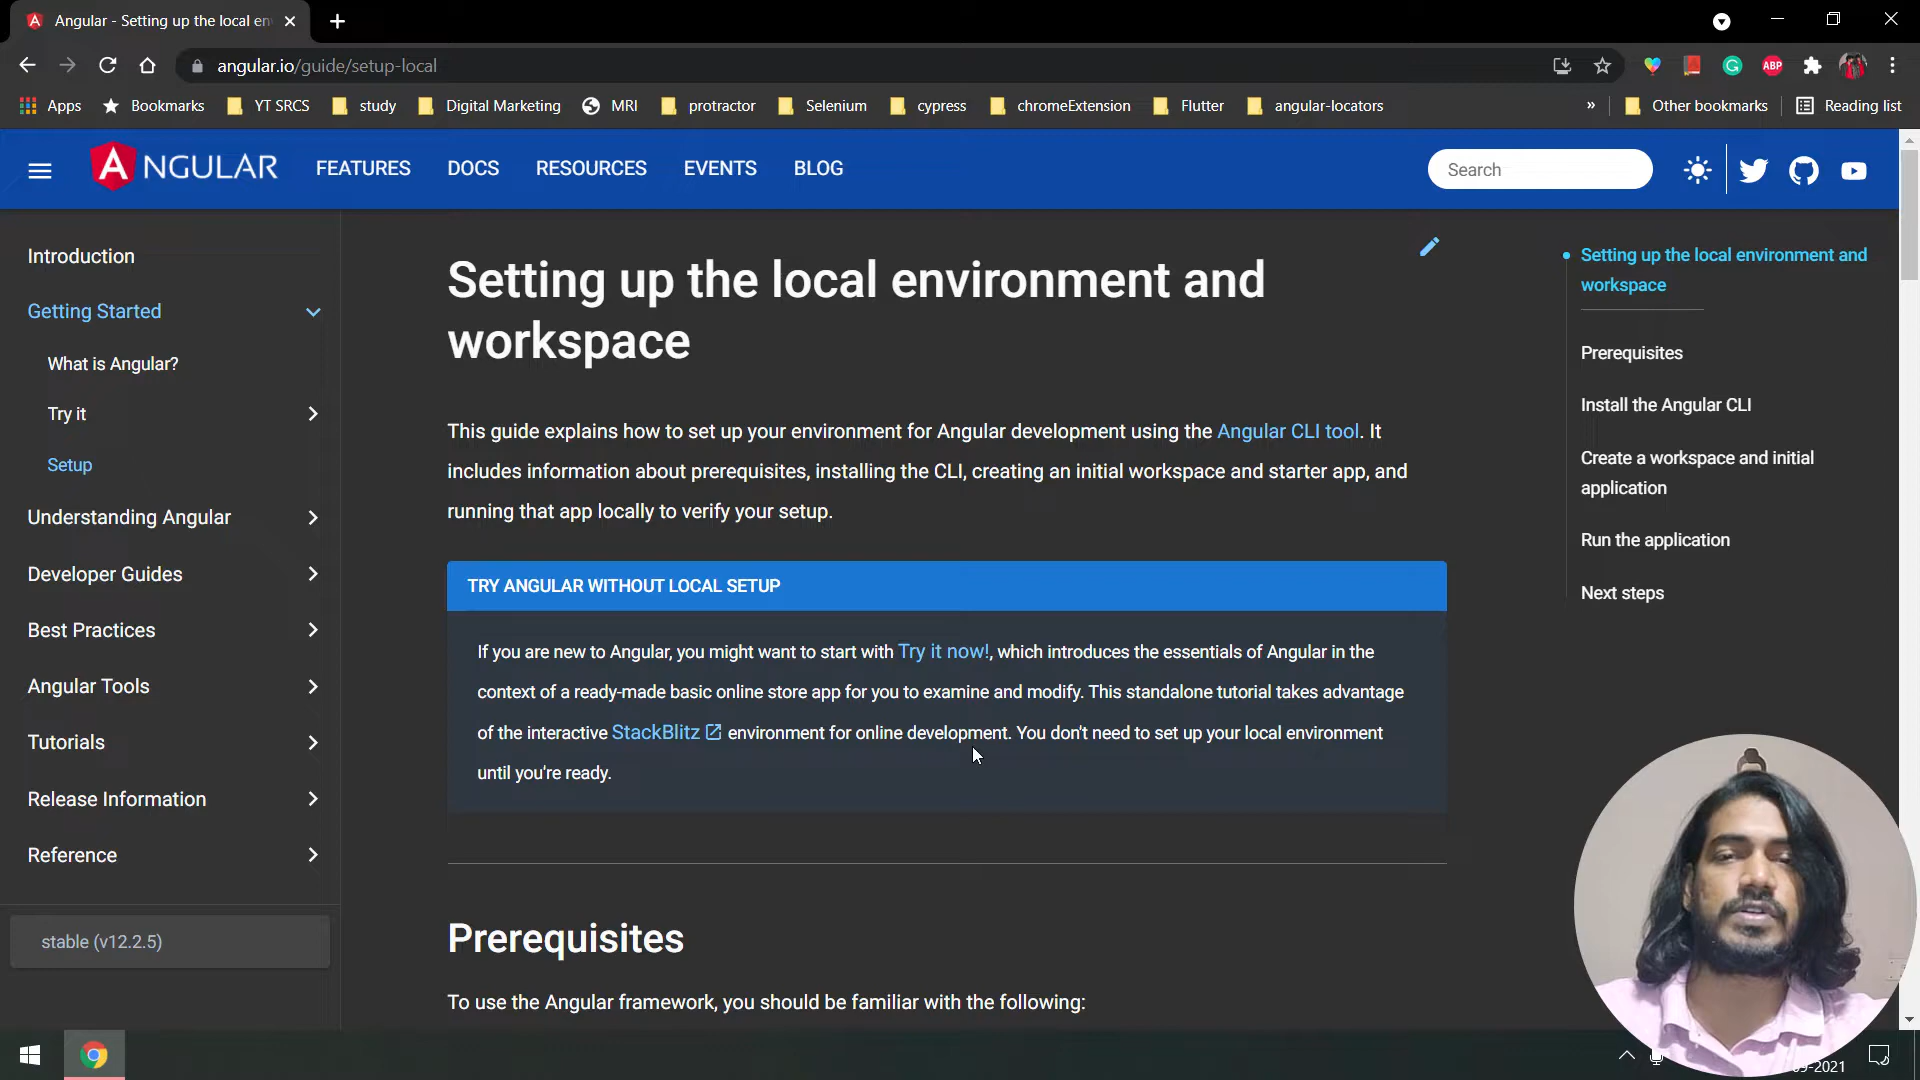 Angular - Setting up the local en
angular.io/guide/setup-local
ABP
Apps
Bookmarks
YT SRCS
study
Digital Marketing
MRI
protractor
Selenium
cypress
chromeExtension
Flutter
angular-locators
»
Other bookmarks
Reading list
ANGULAR
FEATURES
DOCS
RESOURCES
EVENTS
BLOG
Search
Introduction
Getting Started
What is Angular?
Try it
Setup
Understanding Angular
Developer Guides
Best Practices
Angular Tools
Tutorials
Release Information
Reference
stable (v12.2.5)
Setting up the local environment and
workspace
This guide explains how to set up your environment for Angular development using the Angular CLI tool. It
includes information about prerequisites, installing the CLI, creating an initial workspace and starter app, and
running that app locally to verify your setup.
TRY ANGULAR WITHOUT LOCAL SETUP
If you are new to Angular, you might want to start with Try it now!, which introduces the essentials of Angular in the
context of a ready-made basic online store app for you to examine and modify. This standalone tutorial takes advantage
of the interactive StackBlitz environment for online development. You don't need to set up your local environment
until you're ready.
Prerequisites
To use the Angular framework, you should be familiar with the following:
Setting up the local environment and
workspace
Prerequisites
Install the Angular CLI
Create a workspace and initial
application
Run the application
Next steps
-2021